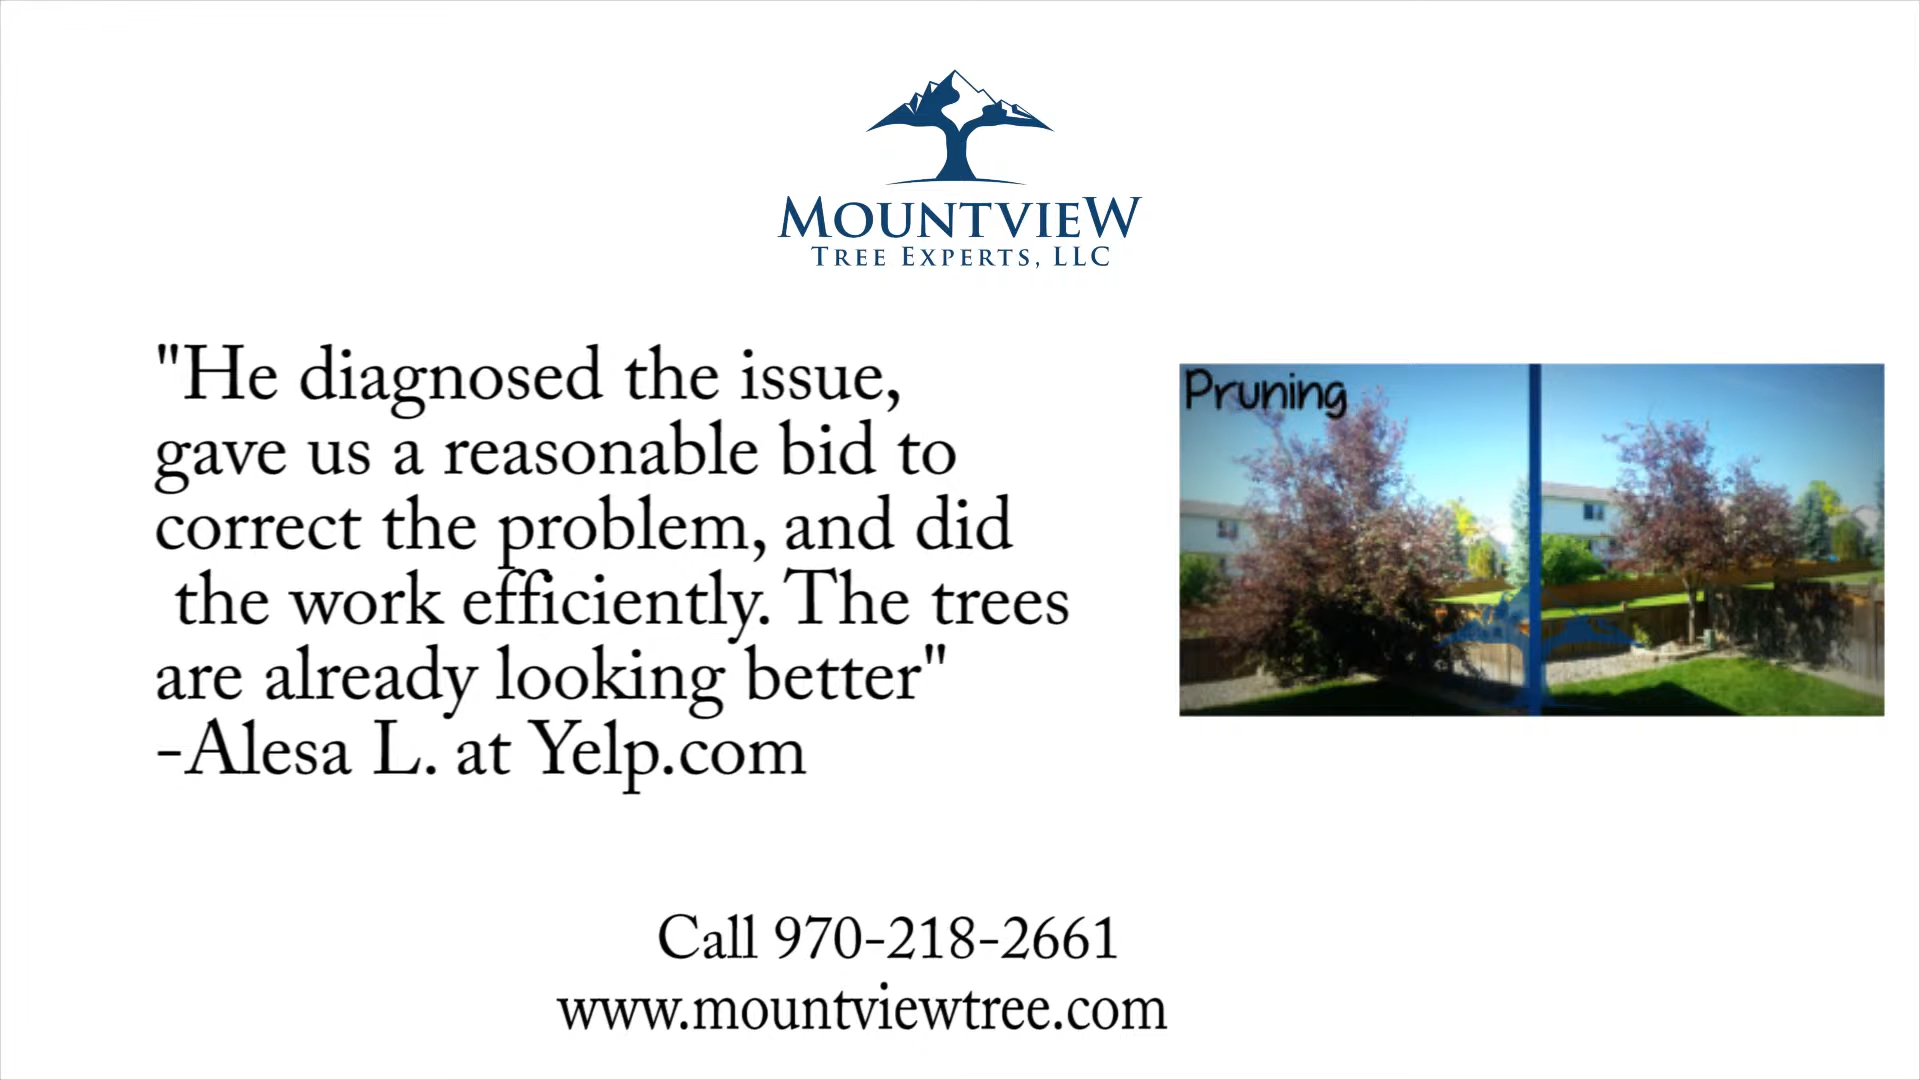 MOUNTVIEW
TREE EXPERTS, LLC
"He diagnosed the issue,
gave us a reasonable bid to
correct the problem, and did
the work efficiently. The trees
are already looking better"
-Alesa L. at Yelp.com
Pruning
Call 970-218-2661
www.mountviewtree.com